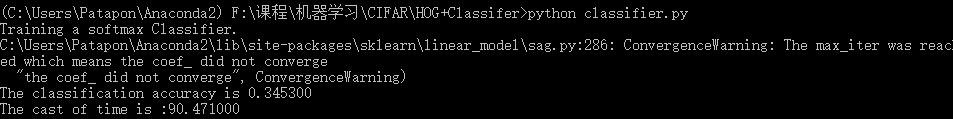 (C:\Users\Patapon\Anaconda2) F:\课程\机器学习\CIFAR\HOG+Classifer>python classifier.py
Training a softmax Classifier.
C:\Users\Patapon\Anaconda2\lib\site-packages\sklearn\linear_model\sag.py:286: ConvergenceWarning: The max_iter was reach
ed which means the coef_ did not converge
"the coef_ did not converge", ConvergenceWarning)
The classification accuracy is 0.345300
The cast of time is :90.471000